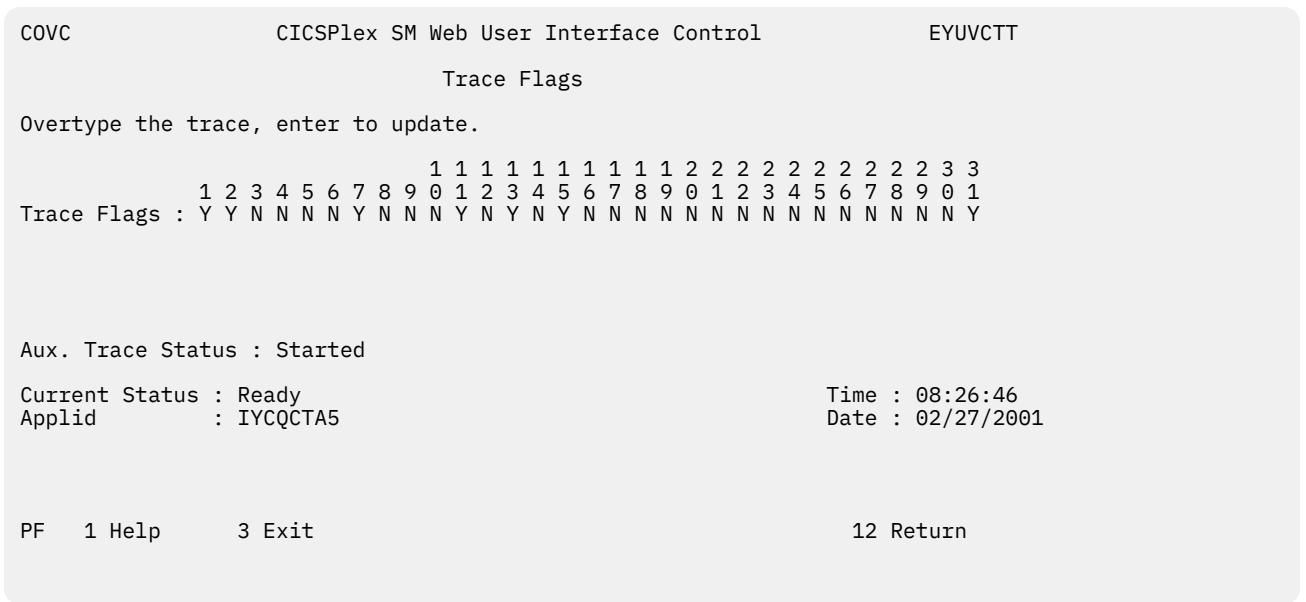 COVC CICSPlex SM Web User Interface Control EYUVCTT
Trace Flags
Overtype the trace, enter to update.
1 1 1 1 1 1 1 1 1 1 2 2 2 2 2 2 2 2 2 2 3 3
1 2 3 4 5 6 7 8 9 0 1 2 3 4 5 6 7 8 9 0 1 2 3 4 5 6 7 8 9 0 1
Trace Flags : Y Y N N N N Y N N N Y N Y N Y N N N N N N N N N N N N N N N Y
Aux. Trace Status : Started
Current Status : Ready Time : 08:26:46
Applid : IYCQCTA5 Date : 02/27/2001
PF 1 Help 3 Exit 12 Return